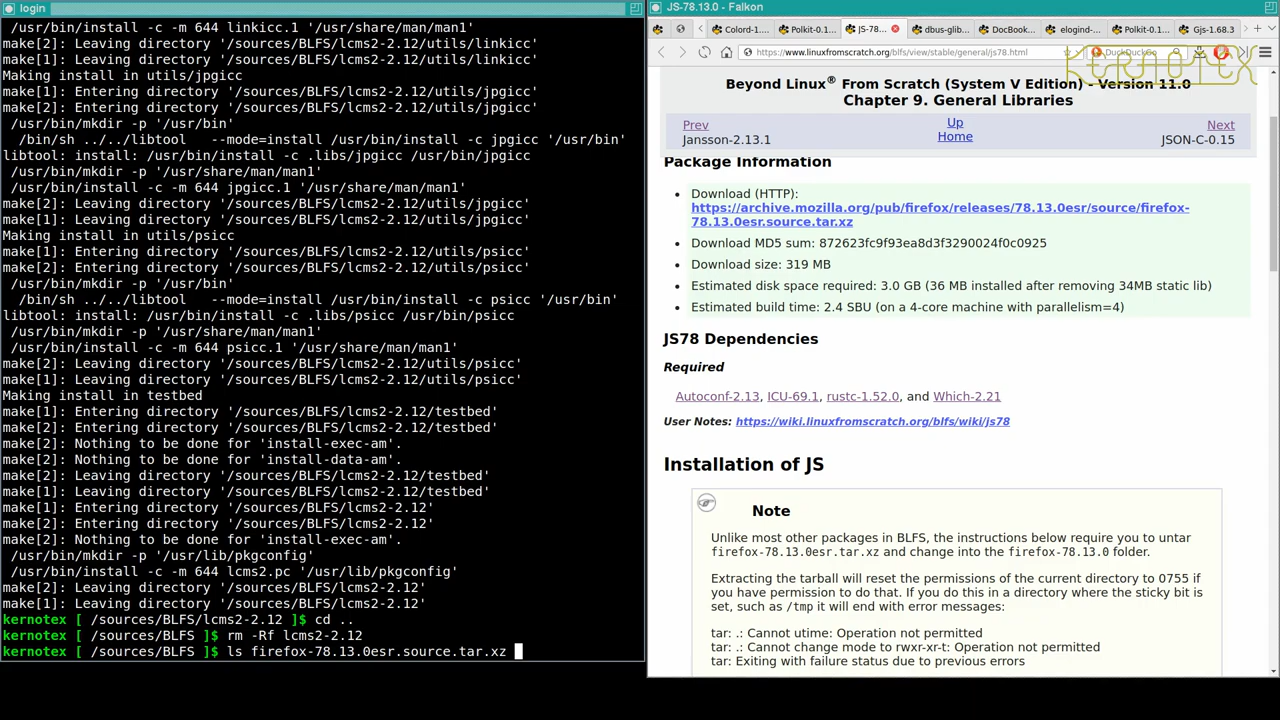 login
/usr/bin/install -c -m 644 linkicc.1 '/usr/share/man/man1'
make[2]: Leaving directory '/sources/BLFS/lcms2-2.12/utils/linkicc'
make[1]: Leaving directory '/sources/BLFS/lcms2-2.12/utils/linkicc'
Making install in utils/jpgicc
make[1]: Entering directory '/sources/BLFS/lcms2-2.12/utils/jpgicc'
make[2]: Entering directory '/sources/BLFS/lcms2-2.12/utils/jpgicc'
/usr/bin/mkdir -p '/usr/bin'
/bin/sh ../../libtool   --mode=install /usr/bin/install -c jpgicc '/usr/bin'
libtool: install: /usr/bin/install -c .libs/jpgicc /usr/bin/jpgicc
/usr/bin/mkdir -p '/usr/share/man/man1'
/usr/bin/install -c -m 644 jpgicc.1 '/usr/share/man/man1'
make[2]: Leaving directory '/sources/BLFS/lcms2-2.12/utils/jpgicc'
make[1]: Leaving directory '/sources/BLFS/lcms2-2.12/utils/jpgicc'
Making install in utils/psicc
make[1]: Entering directory '/sources/BLFS/lcms2-2.12/utils/psicc'
make[2]: Entering directory '/sources/BLFS/lcms2-2.12/utils/psicc'
/usr/bin/mkdir -p '/usr/bin'
/bin/sh ../../libtool   --mode=install /usr/bin/install -c psicc '/usr/bin'
libtool: install: /usr/bin/install -c .libs/psicc /usr/bin/psicc
/usr/bin/mkdir -p '/usr/share/man/man1'
/usr/bin/install -c -m 644 psicc.1 '/usr/share/man/man1'
make[2]: Leaving directory '/sources/BLFS/lcms2-2.12/utils/psicc'
make[1]: Leaving directory '/sources/BLFS/lcms2-2.12/utils/psicc'
Making install in testbed
make[1]: Entering directory '/sources/BLFS/lcms2-2.12/testbed'
make[2]: Entering directory '/sources/BLFS/lcms2-2.12/testbed'
make[2]: Nothing to be done for 'install-exec-am'.
make[2]: Nothing to be done for 'install-data-am'.
make[2]: Leaving directory '/sources/BLFS/lcms2-2.12/testbed'
make[1]: Leaving directory '/sources/BLFS/lcms2-2.12/testbed'
make[1]: Entering directory '/sources/BLFS/lcms2-2.12'
make[2]: Entering directory '/sources/BLFS/lcms2-2.12'
make[2]: Nothing to be done for 'install-exec-am'.
/usr/bin/mkdir -p '/usr/lib/pkgconfig'
/usr/bin/install -c -m 644 lcms2.pc '/usr/lib/pkgconfig'
make[2]: Leaving directory '/sources/BLFS/lcms2-2.12'
make[1]: Leaving directory '/sources/BLFS/lcms2-2.12'
kernotex [ /sources/BLFS/lcms2-2.12 ]$ cd ..
kernotex [ /sources/BLFS ]$ rm -Rf lcms2-2.12
kernotex [ /sources/BLFS ]$ ls firefox-78.13.0esr.source.tar.xz
JS-78.13.0 - Falkon
Colord-1.... Polkit-0.1... JS-78.... dbus-glib... DocBook... elogind-... Polkit-0.1... Gjs-1.68.3
https://www.linuxfromscratch.org/blfs/view/stable/general/js78.html DuckDuckGo
KERNOTEX
Beyond Linux® From Scratch (System V Edition) - Version 11.0
Chapter 9. General Libraries
Prev Up Next
Jansson-2.13.1 Home JSON-C-0.15
Package Information
• Download (HTTP):
https://archive.mozilla.org/pub/firefox/releases/78.13.0esr/source/firefox-
78.13.0esr.source.tar.xz
• Download MD5 sum: 872623fc9f93ea8d3f3290024f0c0925
• Download size: 319 MB
• Estimated disk space required: 3.0 GB (36 MB installed after removing 34MB static lib)
• Estimated build time: 2.4 SBU (on a 4-core machine with parallelism=4)
JS78 Dependencies
Required
Autoconf-2.13, ICU-69.1, rustc-1.52.0, and Which-2.21
User Notes: https://wiki.linuxfromscratch.org/blfs/wiki/js78
Installation of JS
Note
Unlike most other packages in BLFS, the instructions below require you to untar
firefox-78.13.0esr.tar.xz and change into the firefox-78.13.0 folder.
Extracting the tarball will reset the permissions of the current directory to 0755 if
you have permission to do that. If you do this in a directory where the sticky bit is
set, such as /tmp it will end with error messages:
tar: .: Cannot utime: Operation not permitted
tar: .: Cannot change mode to rwxr-xr-t: Operation not permitted
tar: Exiting with failure status due to previous errors